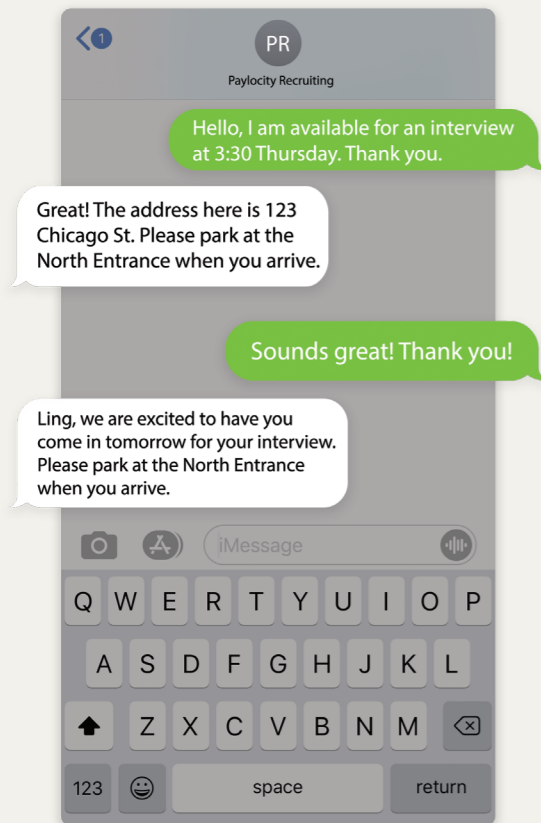 1
PR
Paylocity Recruiting
Hello, I am available for an interview
at 3:30 Thursday. Thank you.
Great! The address here is 123
Chicago St. Please park at the
North Entrance when you arrive.
Sounds great! Thank you!
Ling, we are excited to have you
come in tomorrow for your interview.
Please park at the North Entrance
when you arrive.
iMessage
Q W E R T Y U I O P
A S D F G H J K L
Z X C V B N M
123 space return